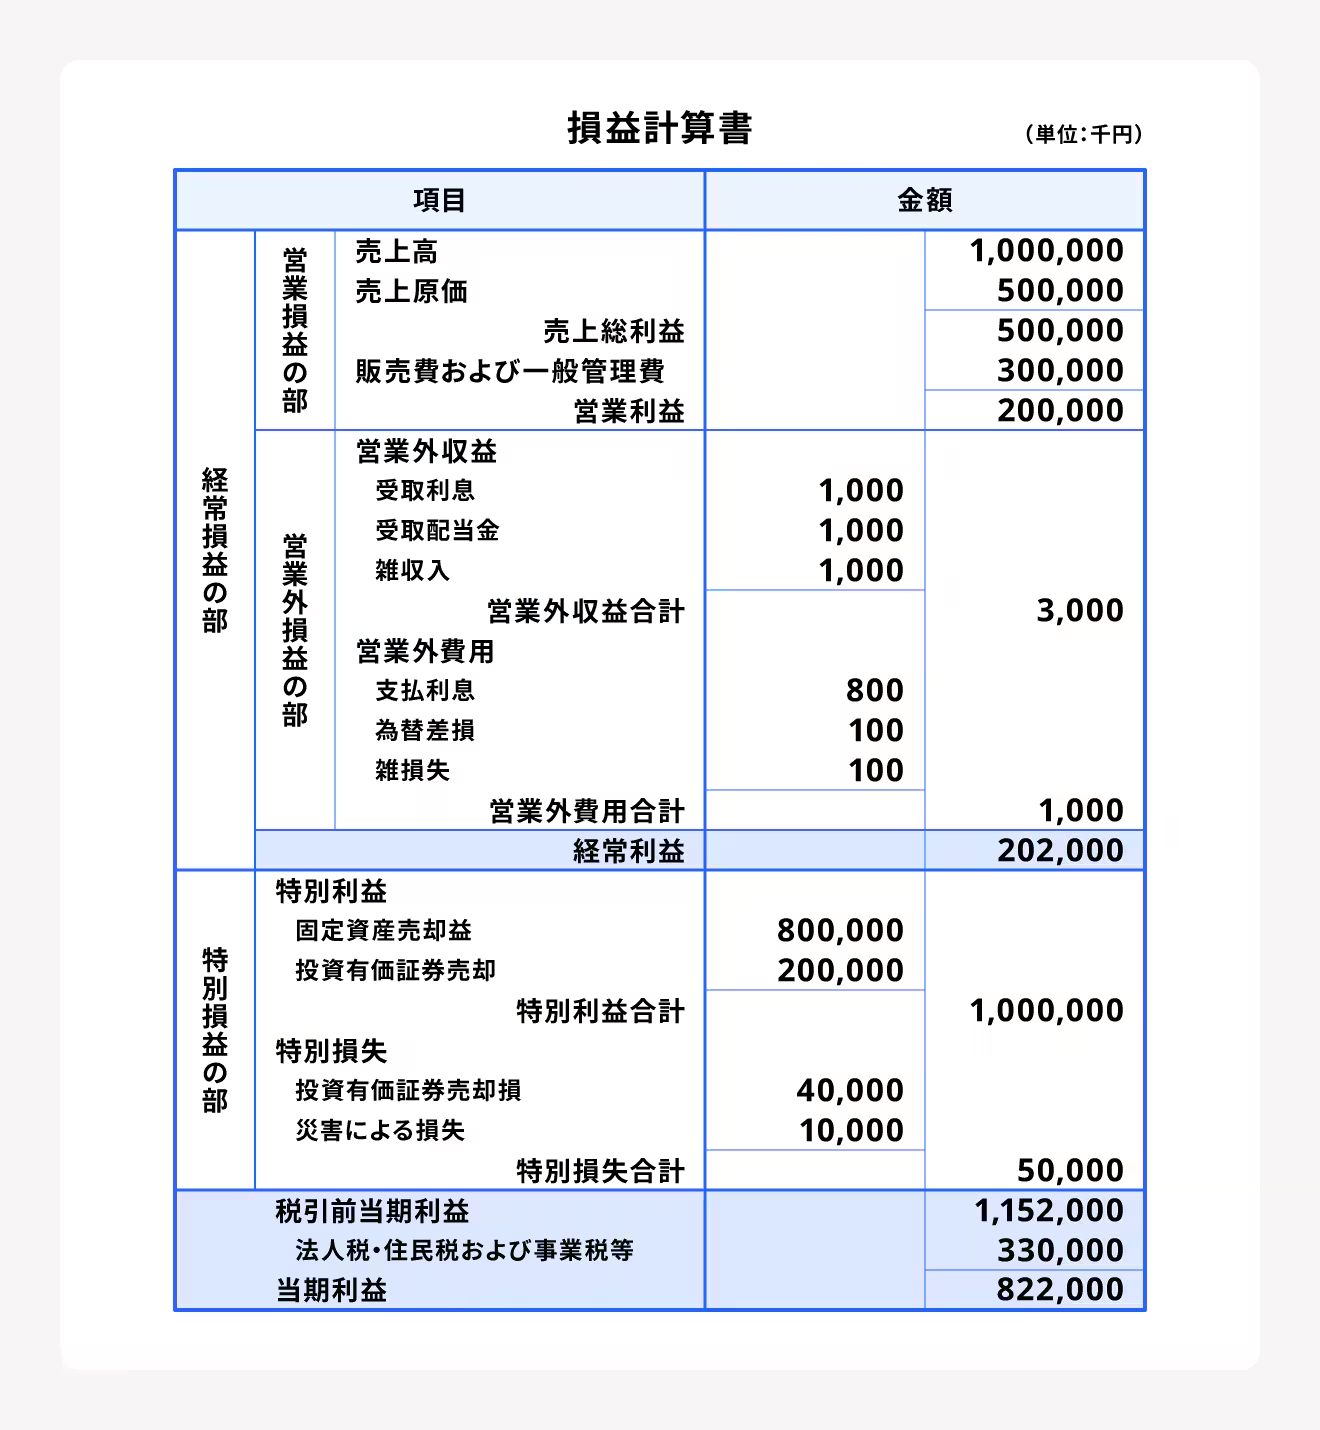 損益計算書
（単位：千円）
項目 金額
経常損益の部
営業損益の部
売上高 1,000,000
売上原価 500,000
売上総利益 500,000
販売費および一般管理費 300,000
営業利益 200,000
営業外損益の部
営業外収益
受取利息 1,000
受取配当金 1,000
雑収入 1,000
営業外収益合計 3,000
営業外費用
支払利息 800
為替差損 100
雑損失 100
営業外費用合計 1,000
経常利益 202,000
特別損益の部
特別利益
固定資産売却益 800,000
投資有価証券売却 200,000
特別利益合計 1,000,000
特別損失
投資有価証券売却損 40,000
災害による損失 10,000
特別損失合計 50,000
税引前当期利益 1,152,000
法人税・住民税および事業税等 330,000
当期利益 822,000